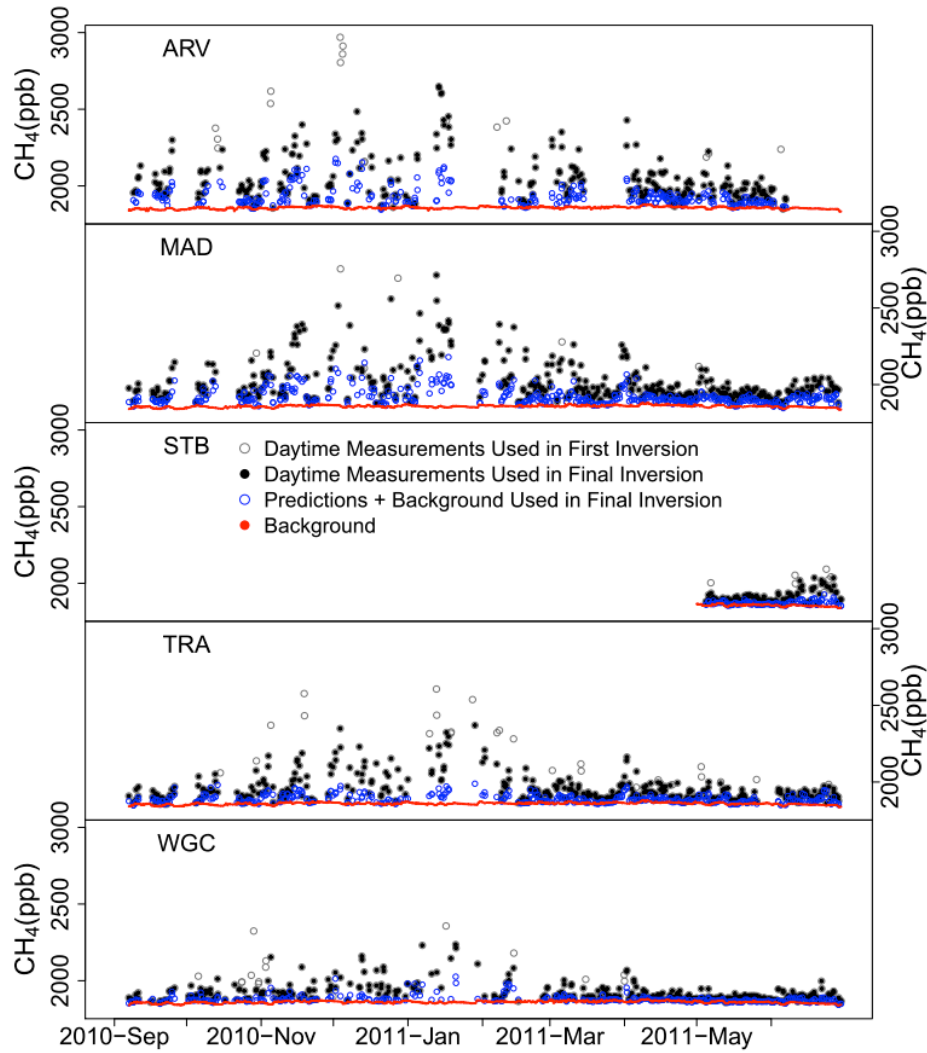 ARV
CH₄(ppb)
3000
2500
2000
MAD
CH₄(ppb)
3000
2500
2000
STB
CH₄(ppb)
3000
2500
2000
Daytime Measurements Used in First Inversion
Daytime Measurements Used in Final Inversion
Predictions + Background Used in Final Inversion
Background
TRA
CH₄(ppb)
3000
2500
2000
WGC
CH₄(ppb)
3000
2500
2000
2010−Sep 2010−Nov 2011−Jan 2011−Mar 2011−May